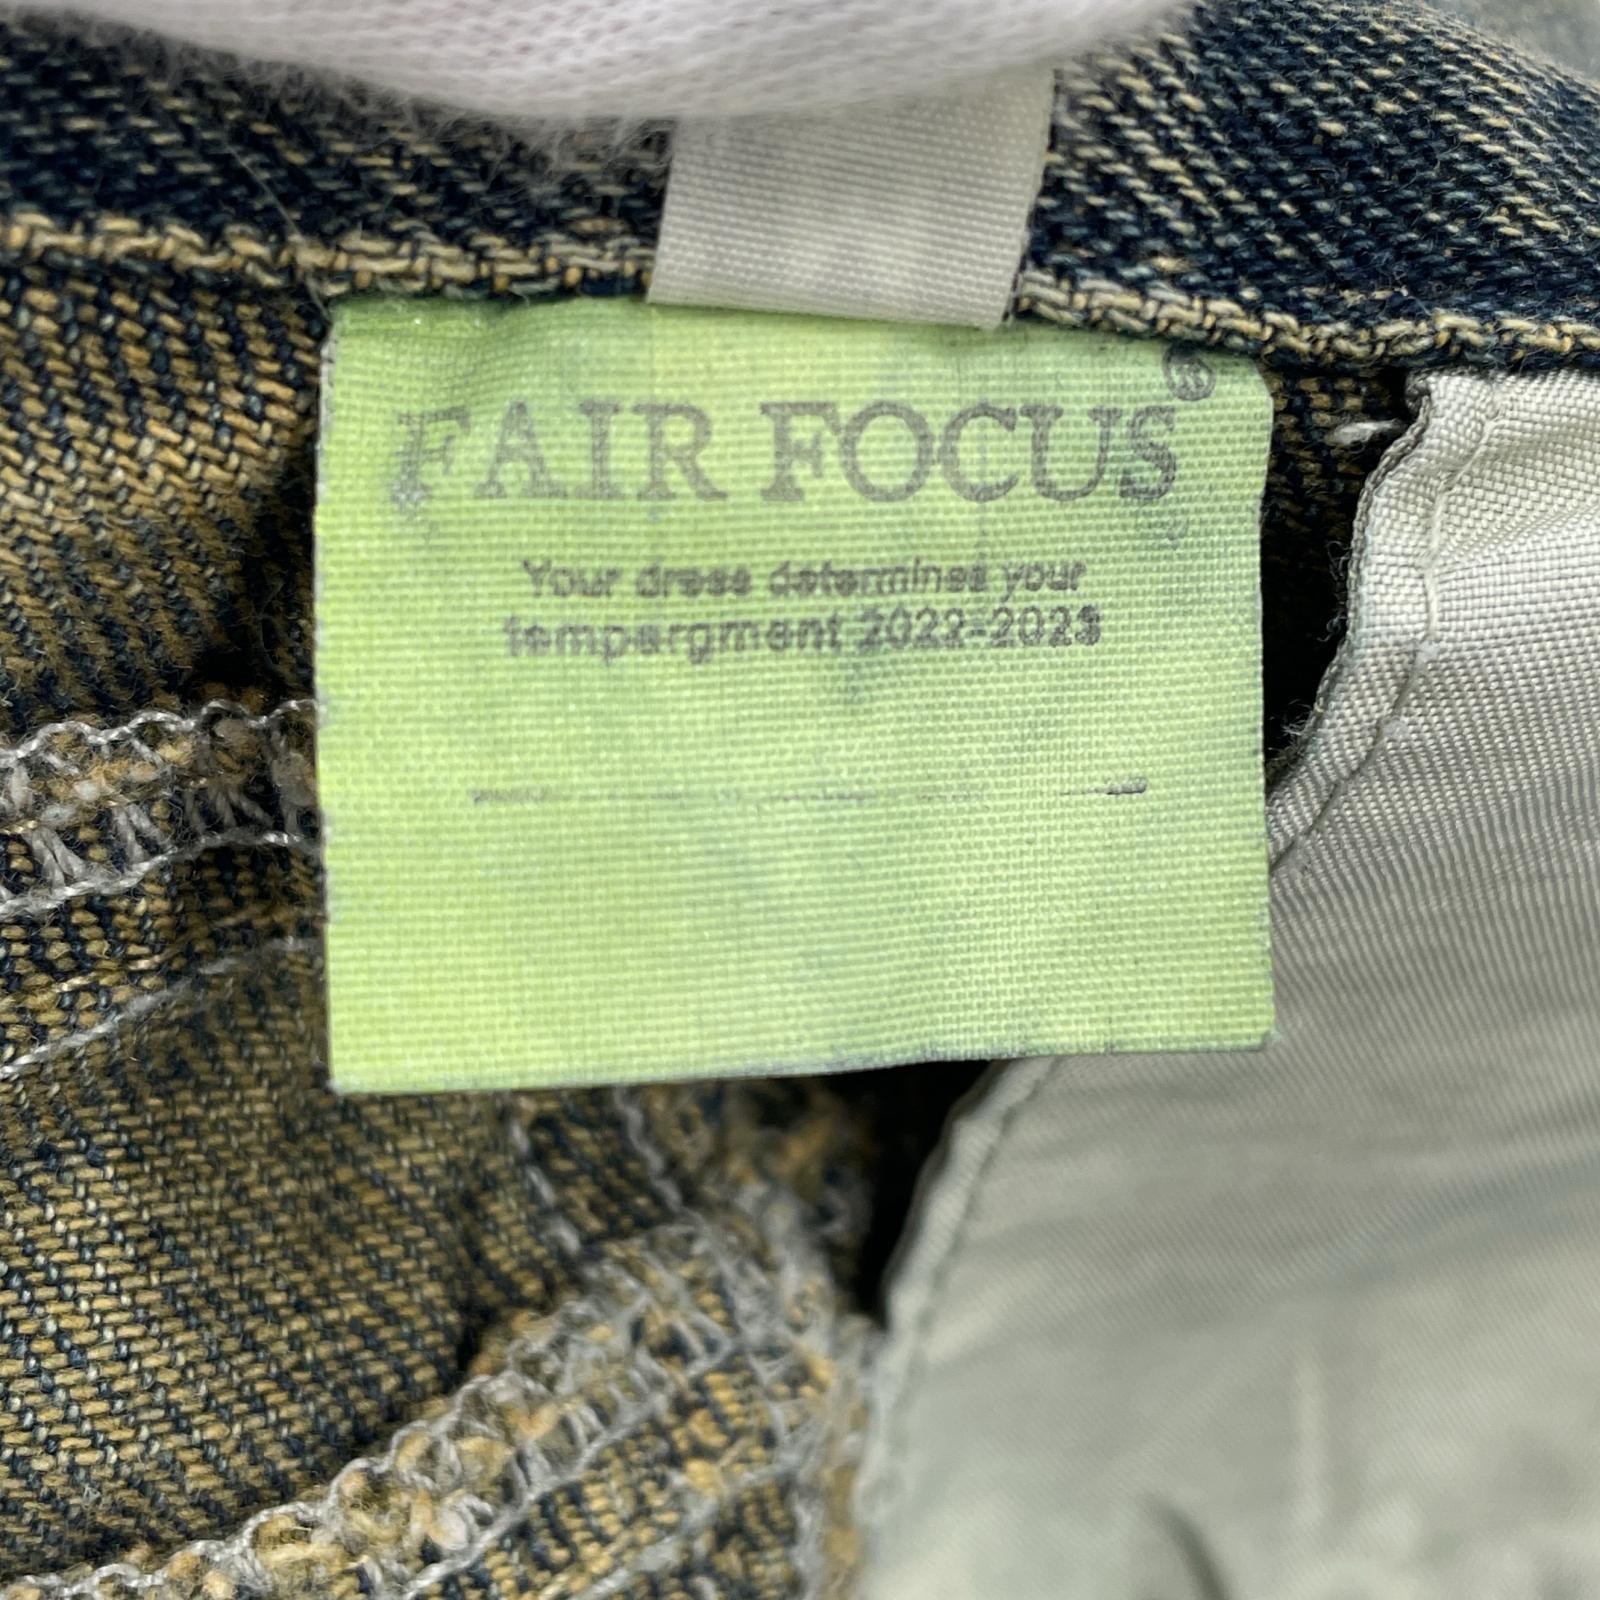 FAIR FOCUS®
Your dress determines your
tempergment 2022-2023